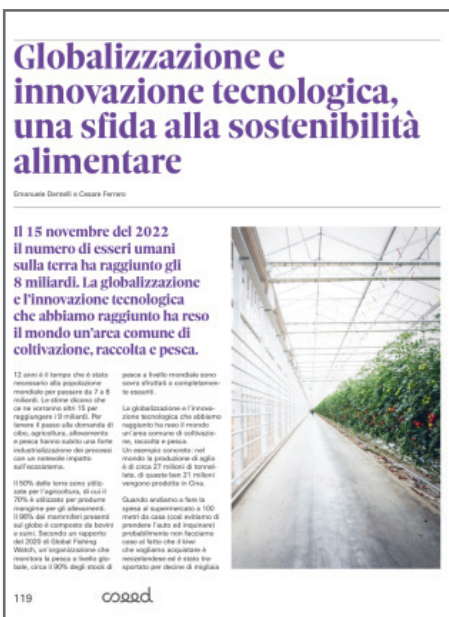 Globalizzazione e
innovazione tecnologica,
una sfida alla sostenibilità
alimentare
Emanuele Dentelli e Cesare Ferrero
Il 15 novembre del 2022
il numero di esseri umani
sulla terra ha raggiunto gli
8 miliardi. La globalizzazione
e l'innovazione tecnologica
che abbiamo raggiunto ha reso
il mondo un'area comune di
coltivazione, raccolta e pesca.
12 anni è il tempo che è stato
necessario alla popolazione
mondiale per passare da 7 a 8
miliardi. Le stime dicono che
ce ne vorranno altri 15 per
raggiungere i 9 miliardi. Per
tenere il passo alla domanda di
cibo, agricoltura, allevamento
e pesca hanno subito una forte
industrializzazione dei processi
con un notevole impatto
sull'ecosistema.
Il 50% delle terre sono utiliz-
zate per l'agricoltura, di cui il
70% è utilizzato per produrre
mangime per gli allevamenti.
Il 96% dei mammiferi presenti
sul globo è composto da bovini
e suini. Secondo un rapporto
del 2020 di Global Fishing
Watch, un'organizzazione che
monitora la pesca a livello glo-
bale, circa il 90% degli stock di
pesce a livello mondiale sono
sovra sfruttati o completamen-
te esauriti.
La globalizzazione e l'innova-
zione tecnologica che abbiamo
raggiunto ha reso il mondo
un'area comune di coltivazio-
ne, raccolta e pesca.
Un esempio concreto: nel
mondo la produzione di aglio
è di circa 27 milioni di tonnel-
late, di queste ben 21 milioni
vengono prodotte in Cina.
Quando andiamo a fare la
spesa al supermercato a 100
metri da casa (così evitiamo di
prendere l'auto ed inquinare)
probabilmente non facciamo
caso al fatto che il kiwi
che vogliamo acquistare è
neozelandese ed è stato tra-
sportato per decine di migliaia
119
coeed